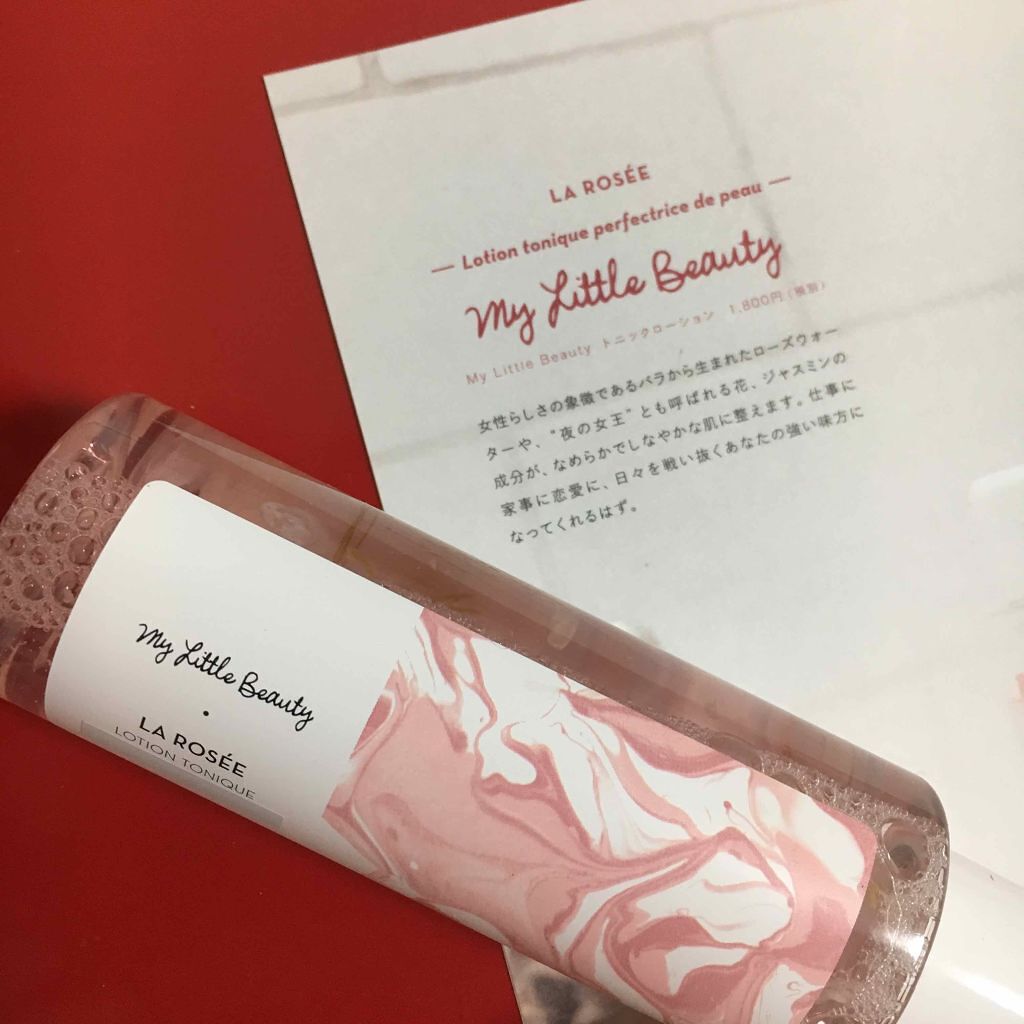 LA ROSÉE
— Lotion tonique perfectrice de peau —
My Little Beauty
My Little Beauty トニックローション 1,800円(税別)
女性らしさの象徴であるバラから生まれたローズウォー
ターや、“夜の女王”とも呼ばれる花、ジャスミンの
成分が、なめらかでしなやかな肌に整えます。仕事に
家事に恋愛に、日々を戦い抜くあなたの強い味方に
なってくれるはず。
My Little Beauty
•
LA ROSÉE
LOTION TONIQUE